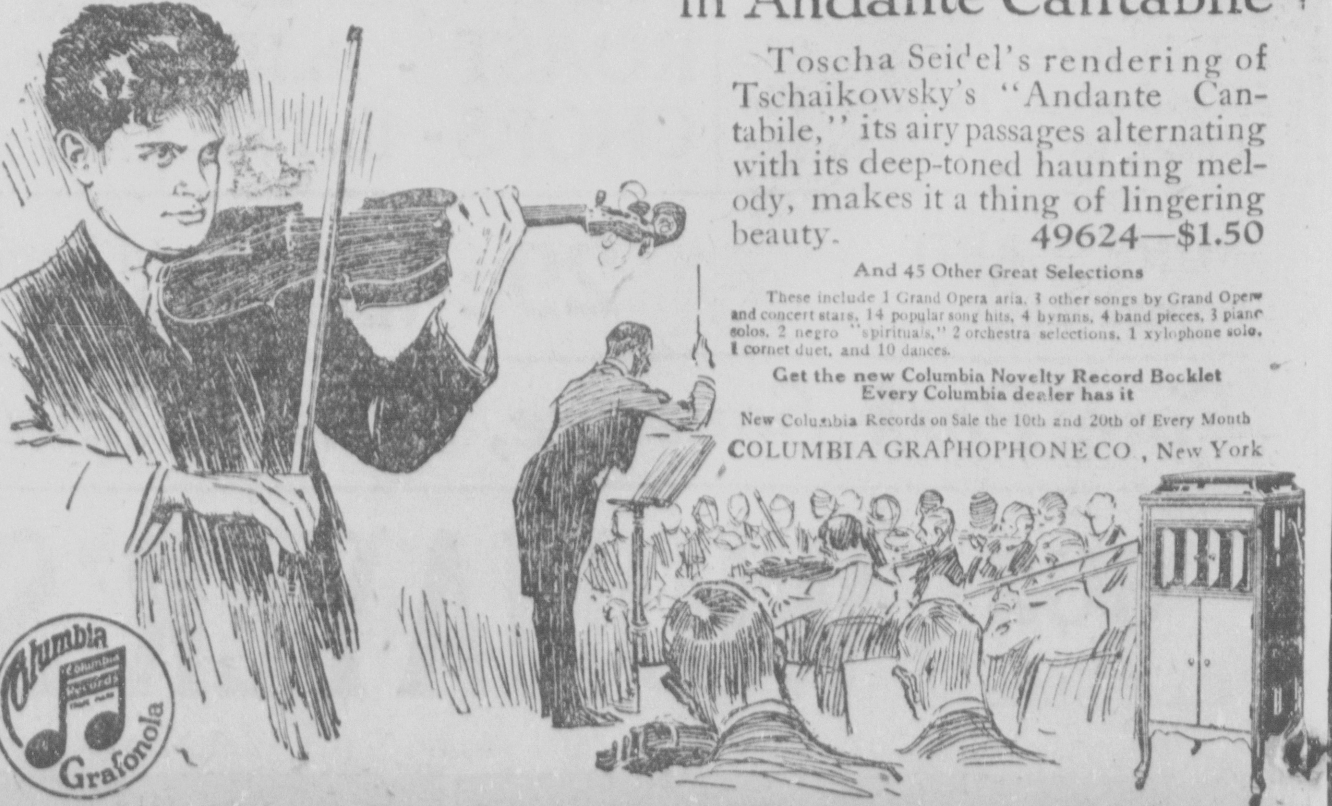 in Andante Cantabile
Toscha Seidel's rendering of
Tschaikowsky's "Andante Can-
tabile," its airy passages alternating
with its deep-toned haunting mel-
ody, makes it a thing of lingering
beauty. 49624—$1.50
And 45 Other Great Selections
These include 1 Grand Opera aria, 3 other songs by Grand Opera
and concert stars, 14 popular song hits, 4 hymns, 4 band pieces, 3 piano
solos, 2 negro "spirituals," 2 orchestra selections, 1 xylophone solo,
1 cornet duet, and 10 dances.
Get the new Columbia Novelty Record Booklet
Every Columbia dealer has it
New Columbia Records on Sale the 10th and 20th of Every Month
COLUMBIA GRAPHOPHONE CO., New York
Columbia
Columbia
Records
Grafonola